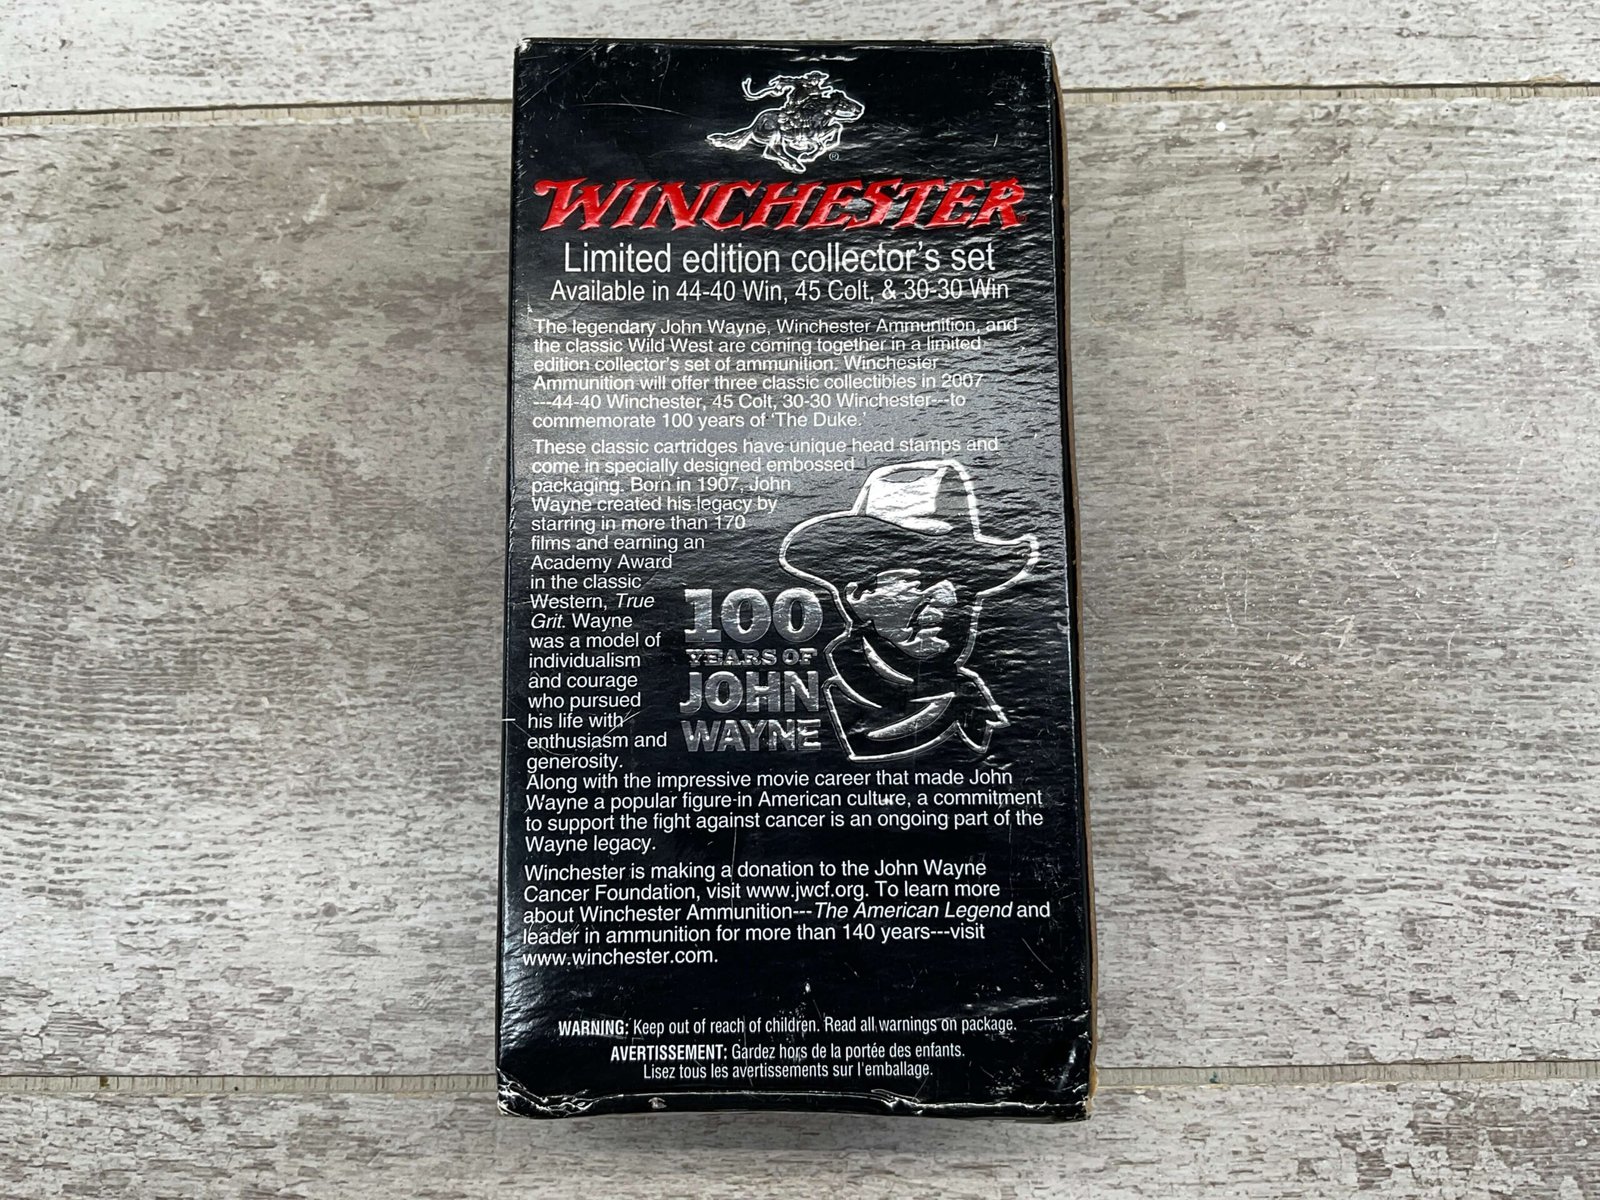 WINCHESTER
Limited edition collector's set
Available in 44-40 Win, 45 Colt, & 30-30 Win
The legendary John Wayne, Winchester Ammunition, and
the classic Wild West are coming together in a limited
edition collector's set of ammunition. Winchester
Ammunition will offer three classic collectibles in 2007
---44-40 Winchester, 45 Colt, 30-30 Winchester---to
commemorate 100 years of 'The Duke.'
These classic cartridges have unique head stamps and
come in specially designed embossed
packaging. Born in 1907, John
Wayne created his legacy by
starring in more than 170
films and earning an
Academy Award
in the classic
Western, True
Grit. Wayne
was a model of
individualism
and courage
who pursued
his life with
enthusiasm and
generosity.
100
YEARS OF
JOHN
WAYNE
Along with the impressive movie career that made John
Wayne a popular figure in American culture, a commitment
to support the fight against cancer is an ongoing part of the
Wayne legacy.
Winchester is making a donation to the John Wayne
Cancer Foundation, visit www.jwcf.org. To learn more
about Winchester Ammunition---The American Legend and
leader in ammunition for more than 140 years---visit
www.winchester.com.
WARNING: Keep out of reach of children. Read all warnings on package.
AVERTISSEMENT: Gardez hors de la portée des enfants.
Lisez tous les avertissements sur l'emballage.